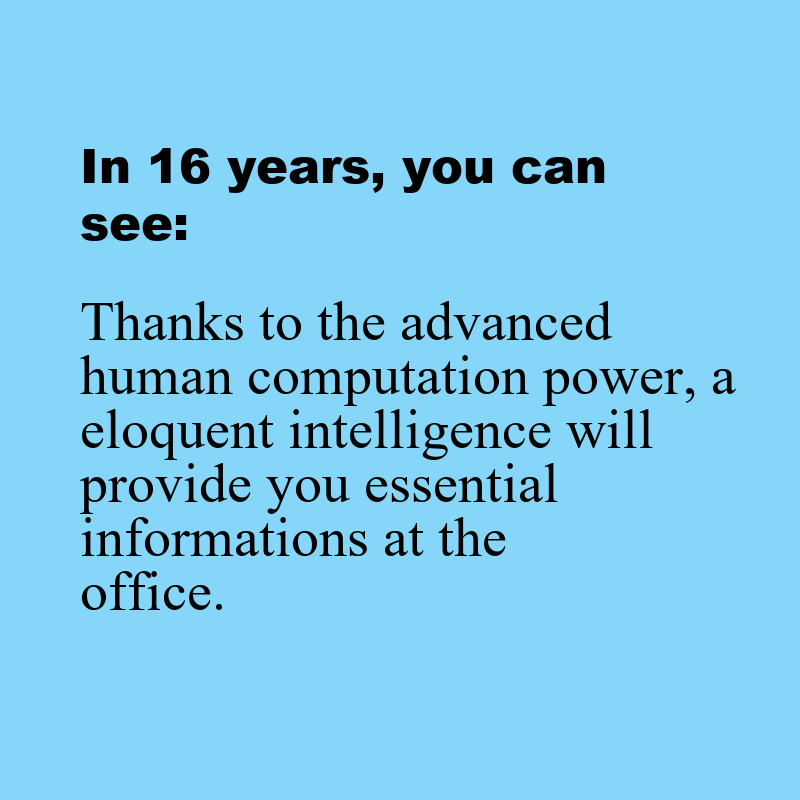 In 16 years, you can
see:
Thanks to the advanced
human computation power, a
eloquent intelligence will
provide you essential
informations at the
office.